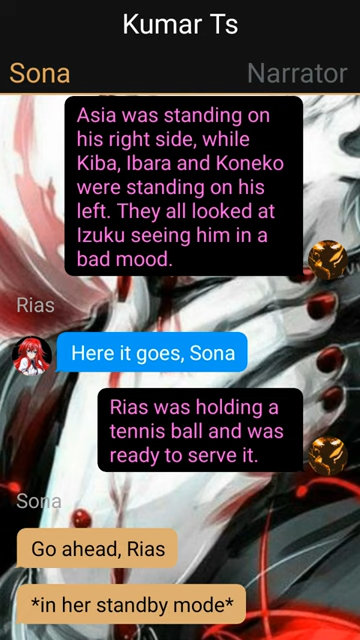 Kumar Ts
Sona
Narrator
Asia was standing on
his right side, while
Kiba, Ibara and Koneko
were standing on his
left. They all looked at
Izuku seeing him in a
bad mood.
Rias
Here it goes, Sona
Rias was holding a
tennis ball and was
ready to serve it.
Sona
Go ahead, Rias
*in her standby mode*